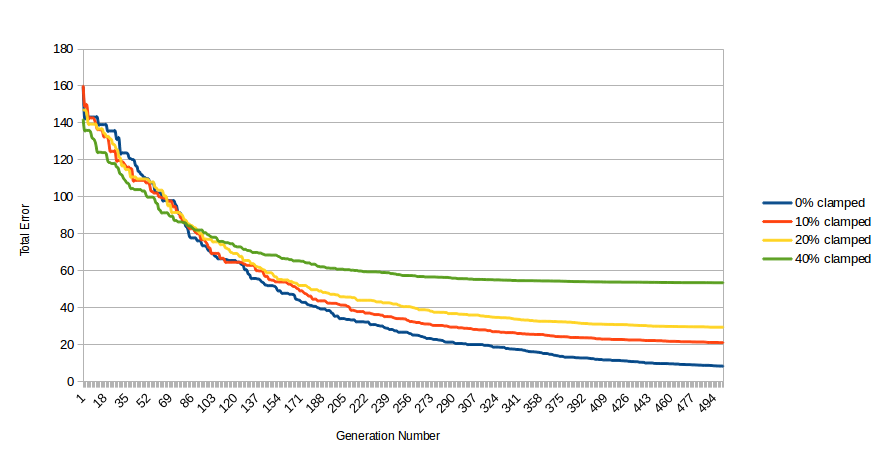 180
160
140
120
100
80
60
40
20
0
Total Error
1 18 35 52 69 86 103 120 137 154 171 188 205 222 239 256 273 290 307 324 341 358 375 392 409 426 443 460 477 494
Generation Number
0% clamped
10% clamped
20% clamped
40% clamped